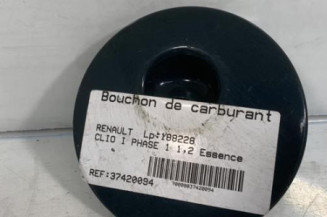 Bouchon de carburant
RENAULT Lp:188228
CLIO I PHASE 1 1,2 Essence
REF:37420094